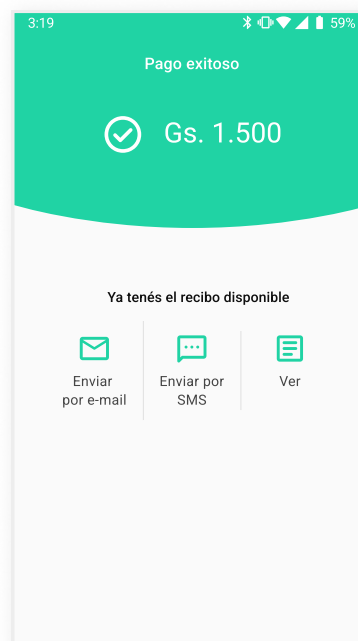 3:19 59%
Pago exitoso
Gs. 1.500
Ya tenés el recibo disponible
Enviar
por e-mail
Enviar por
SMS
Ver